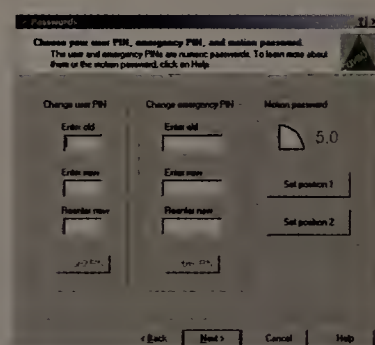 Passwords
Choose your user PIN, emergency PIN, and motion password.
The user and emergency PINs are numeric passwords. To learn more about
them or the motion password, click on Help.
Change user PIN
Change emergency PIN
Motion password
Enter old
Enter old
5.0
Enter new
Enter new
Set position 1
Reenter new
Reenter new
Set position 2
< Back
Next >
Cancel
Help